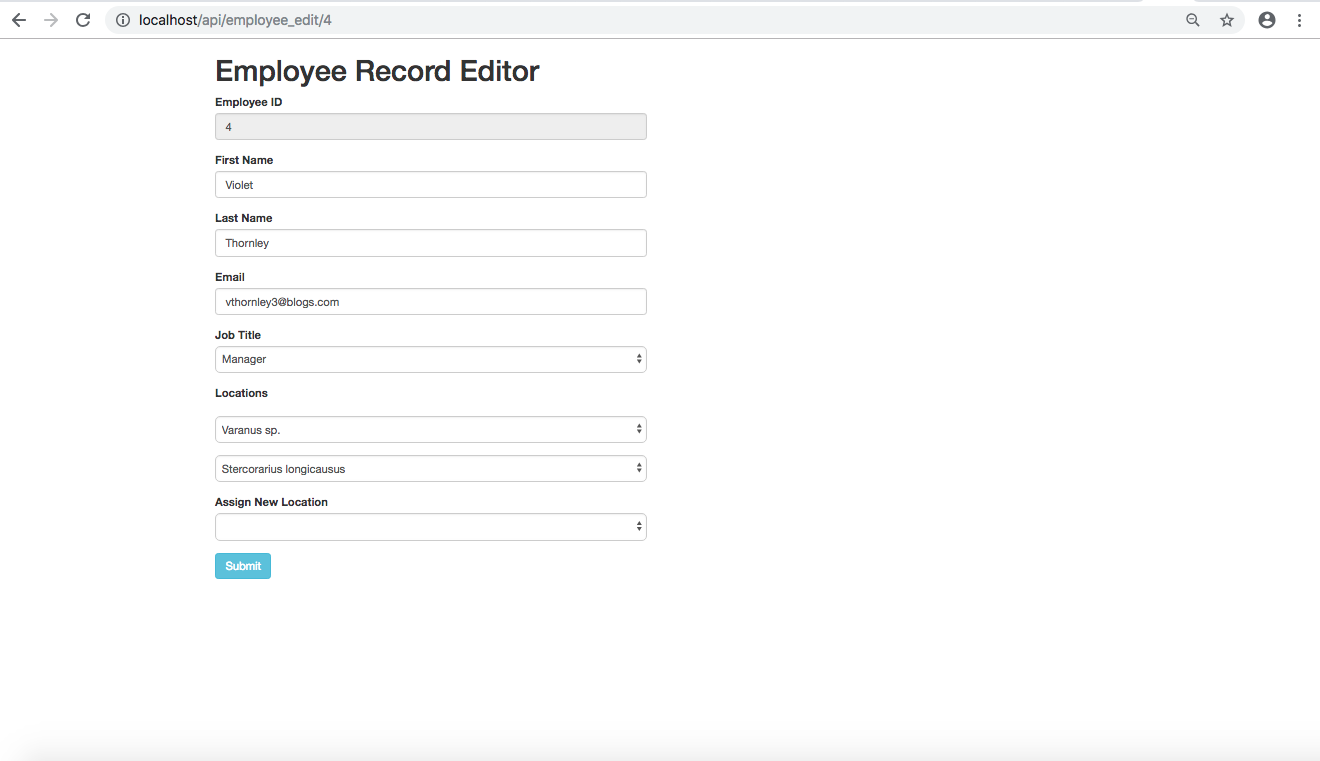 localhost/api/employee_edit/4
Employee Record Editor
Employee ID
4
First Name
Violet
Last Name
Thornley
Email
vthornley3@blogs.com
Job Title
Manager
Locations
Varanus sp.
Stercorarius longicausus
Assign New Location
Submit